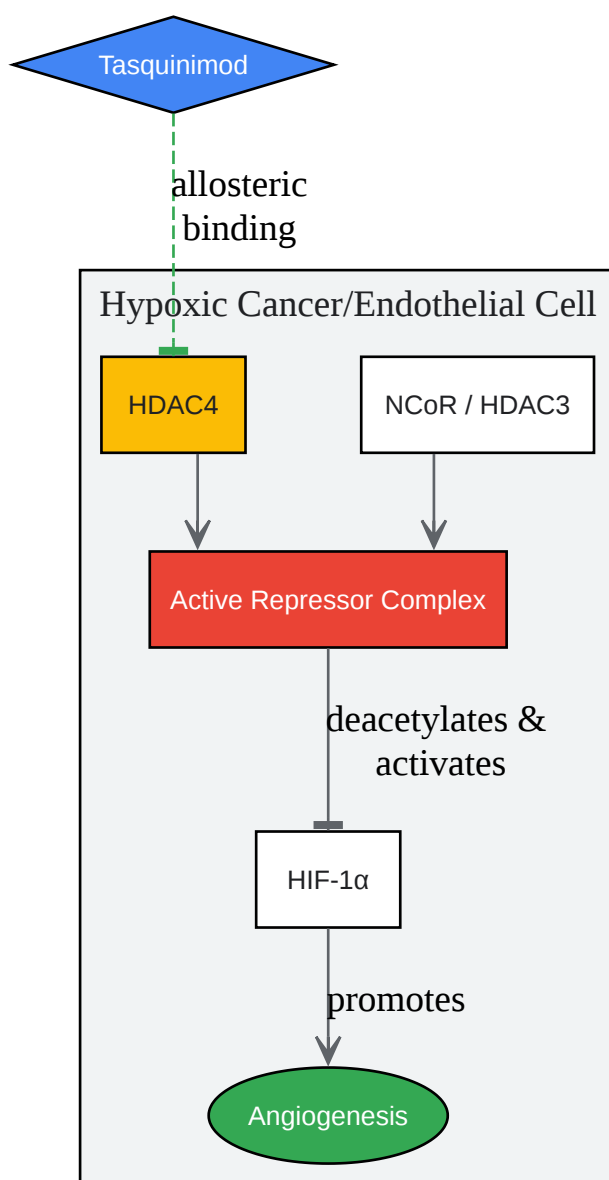 Tasquinimod
allosteric
binding
Hypoxic Cancer/Endothelial Cell
HDAC4
NCoR / HDAC3
Active Repressor Complex
deacetylates &
activates
HIF-1α
promotes
Angiogenesis